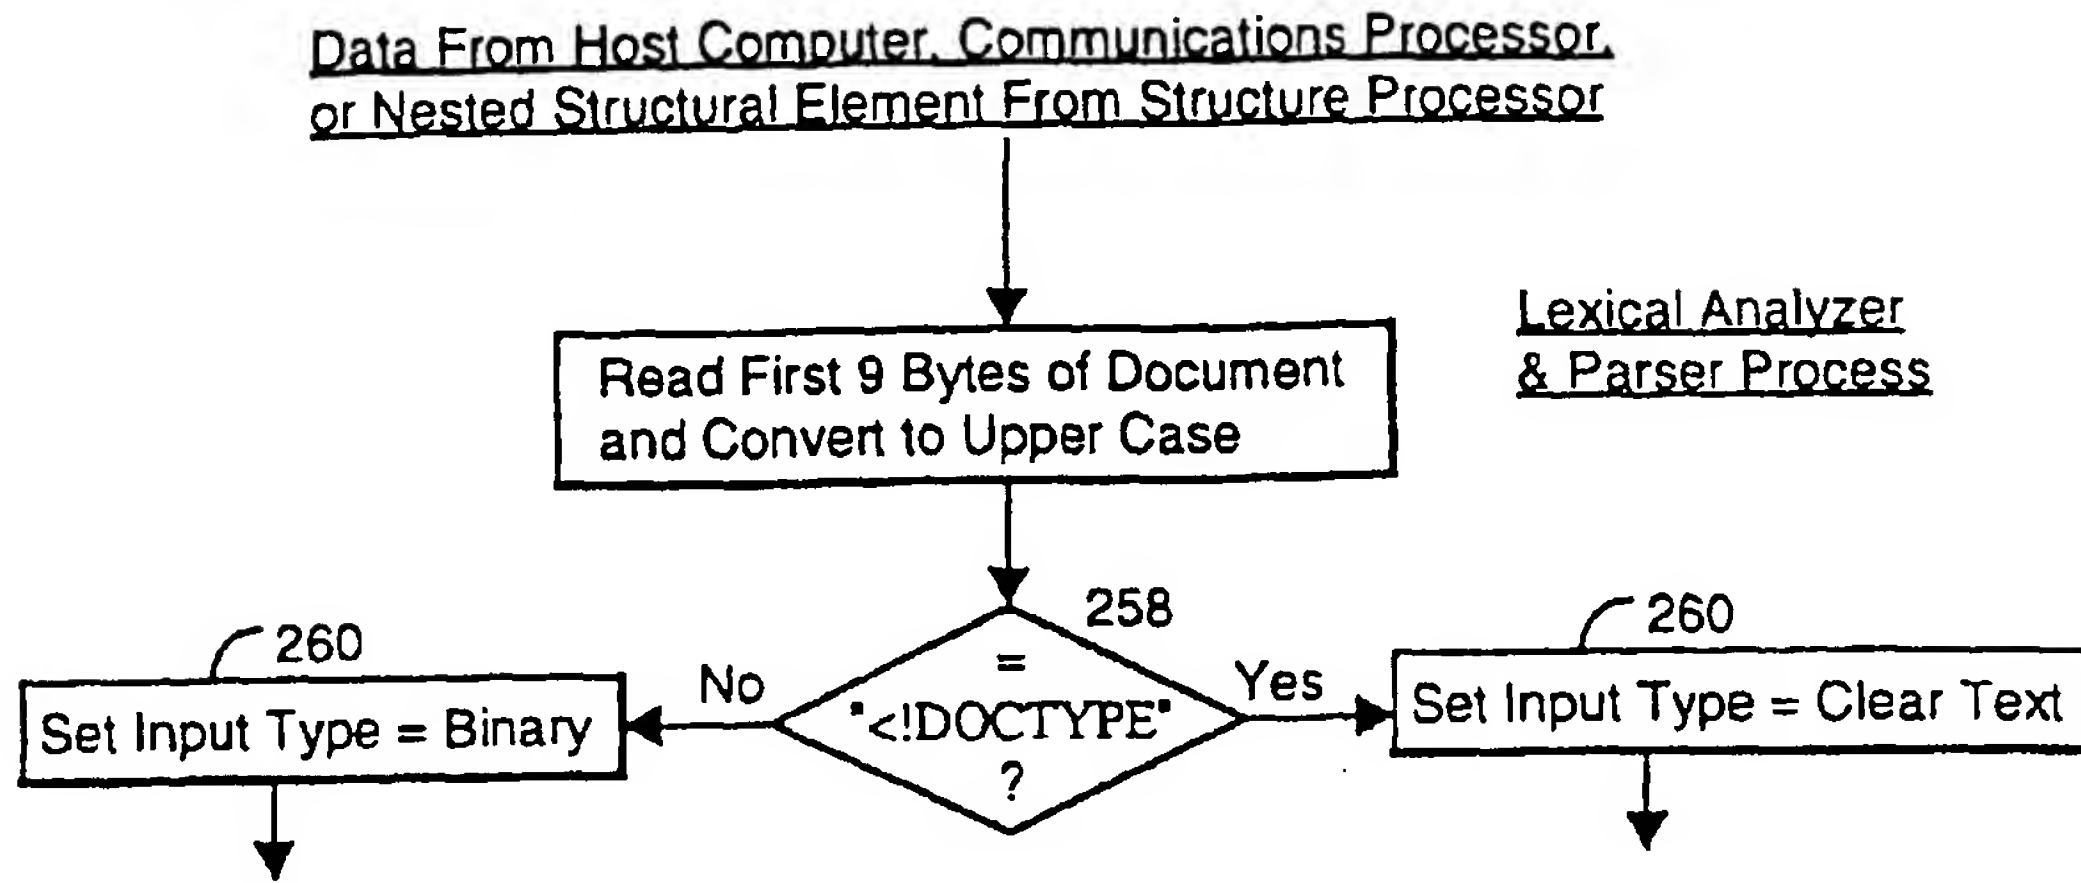 Data From Host Computer, Communications Processor,
or Nested Structural Element From Structure Processor
Lexical Analyzer
& Parser Process
Read First 9 Bytes of Document
and Convert to Upper Case
258
260
260
No
=
"<!DOCTYPE"
?
Yes
Set Input Type = Binary
Set Input Type = Clear Text